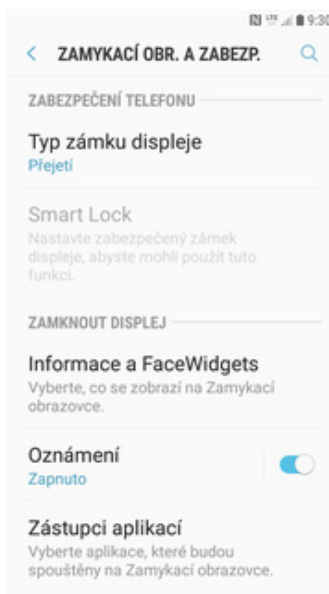 LTE 9:30
ZAMYKACÍ OBR. A ZABEZP.
ZABEZPEČENÍ TELEFONU
Typ zámku displeje
Přejetí
Smart Lock
Nastavte zabezpečený zámek
displeje, abyste mohli použít tuto
funkci.
ZAMKNOUT DISPLEJ
Informace a FaceWidgets
Vyberte, co se zobrazí na Zamykací
obrazovce.
Oznámení
Zapnuto
Zástupci aplikací
Vyberte aplikace, které budou
spouštěny na Zamykací obrazovce.